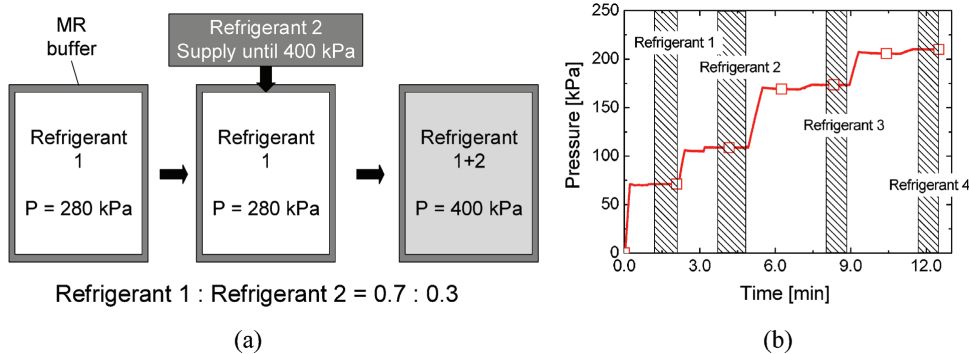 MR
buffer
Refrigerant 2
Supply until 400 kPa
Refrigerant
1
P = 280 kPa
Refrigerant
1
P = 280 kPa
Refrigerant
1+2
P = 400 kPa
Refrigerant 1 : Refrigerant 2 = 0.7 : 0.3
(a)
Pressure [kPa]
250
200
150
100
50
0
Refrigerant 1
Refrigerant 2
Refrigerant 3
Refrigerant 4
0.0 3.0 6.0 9.0 12.0
Time [min]
(b)